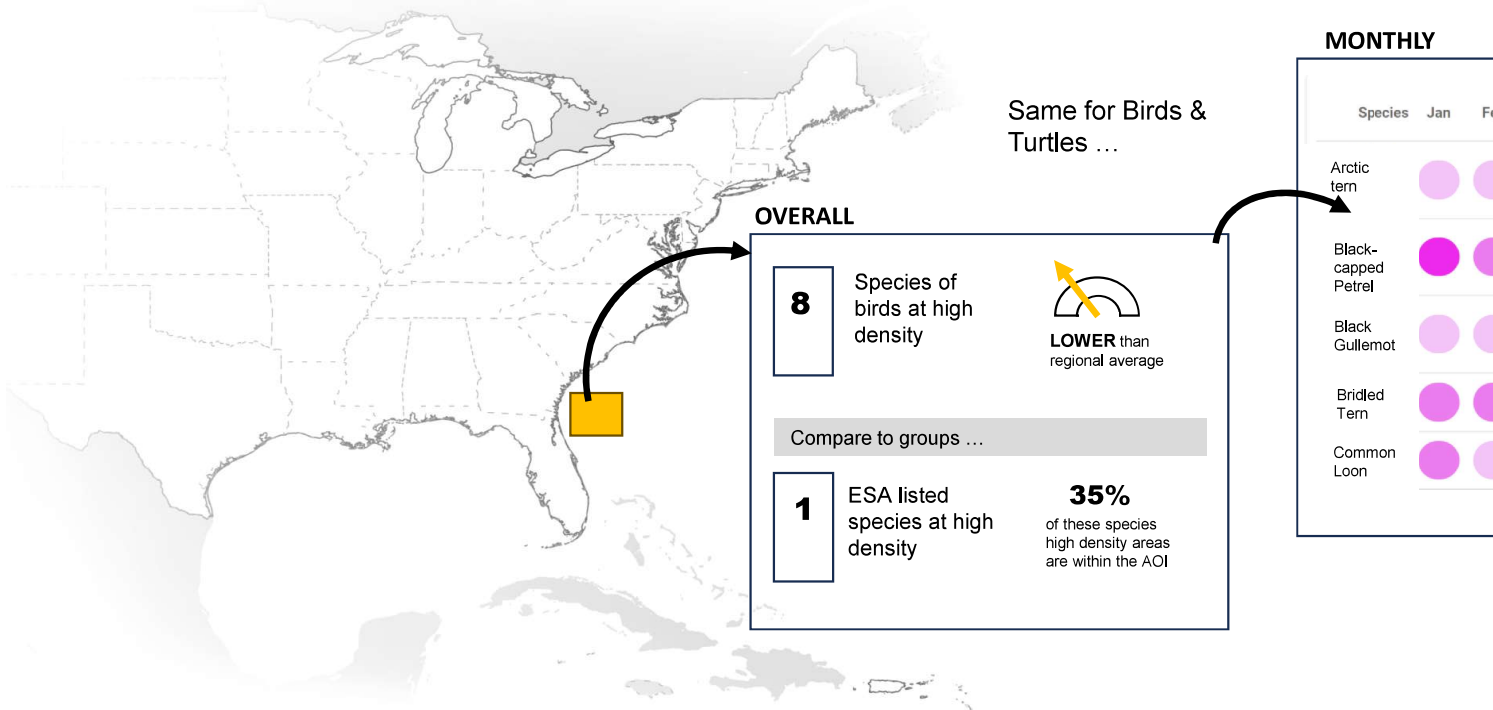 MONTHLY
Same for Birds &
Turtles …
Species Jan
Arctic
tern
Black-
capped
Petrel
Black
Gullemot
Bridled
Tern
Common
Loon
OVERALL
8
Species of
birds at high
density
LOWER than
regional average
Compare to groups …
1
ESA listed
species at high
density
35%
of these species
high density areas
are within the AOI